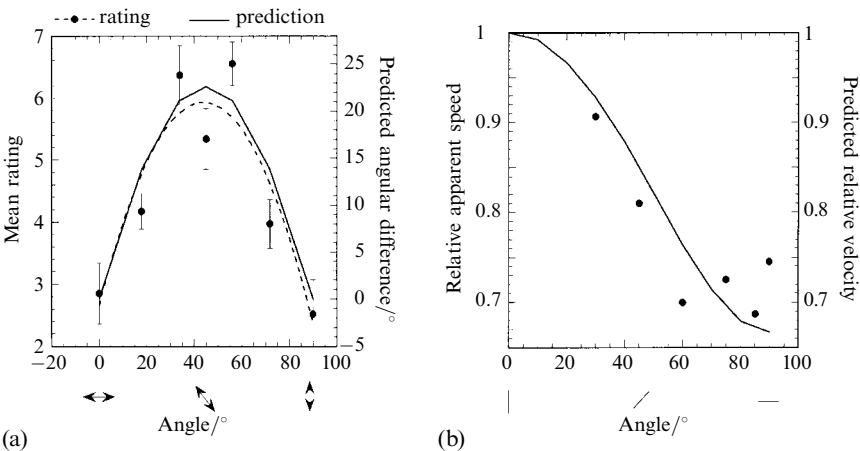 rating
prediction
7
6
5
4
3
2
Mean rating
25
20
15
10
5
0
−5
Predicted angular difference/°
−20 0 20 40 60 80 100
Angle/°
(a)
1
0.9
0.8
0.7
Relative apparent speed
1
0.9
0.8
0.7
Predicted relative velocity
0 20 40 60 80 100
Angle/°
(b)